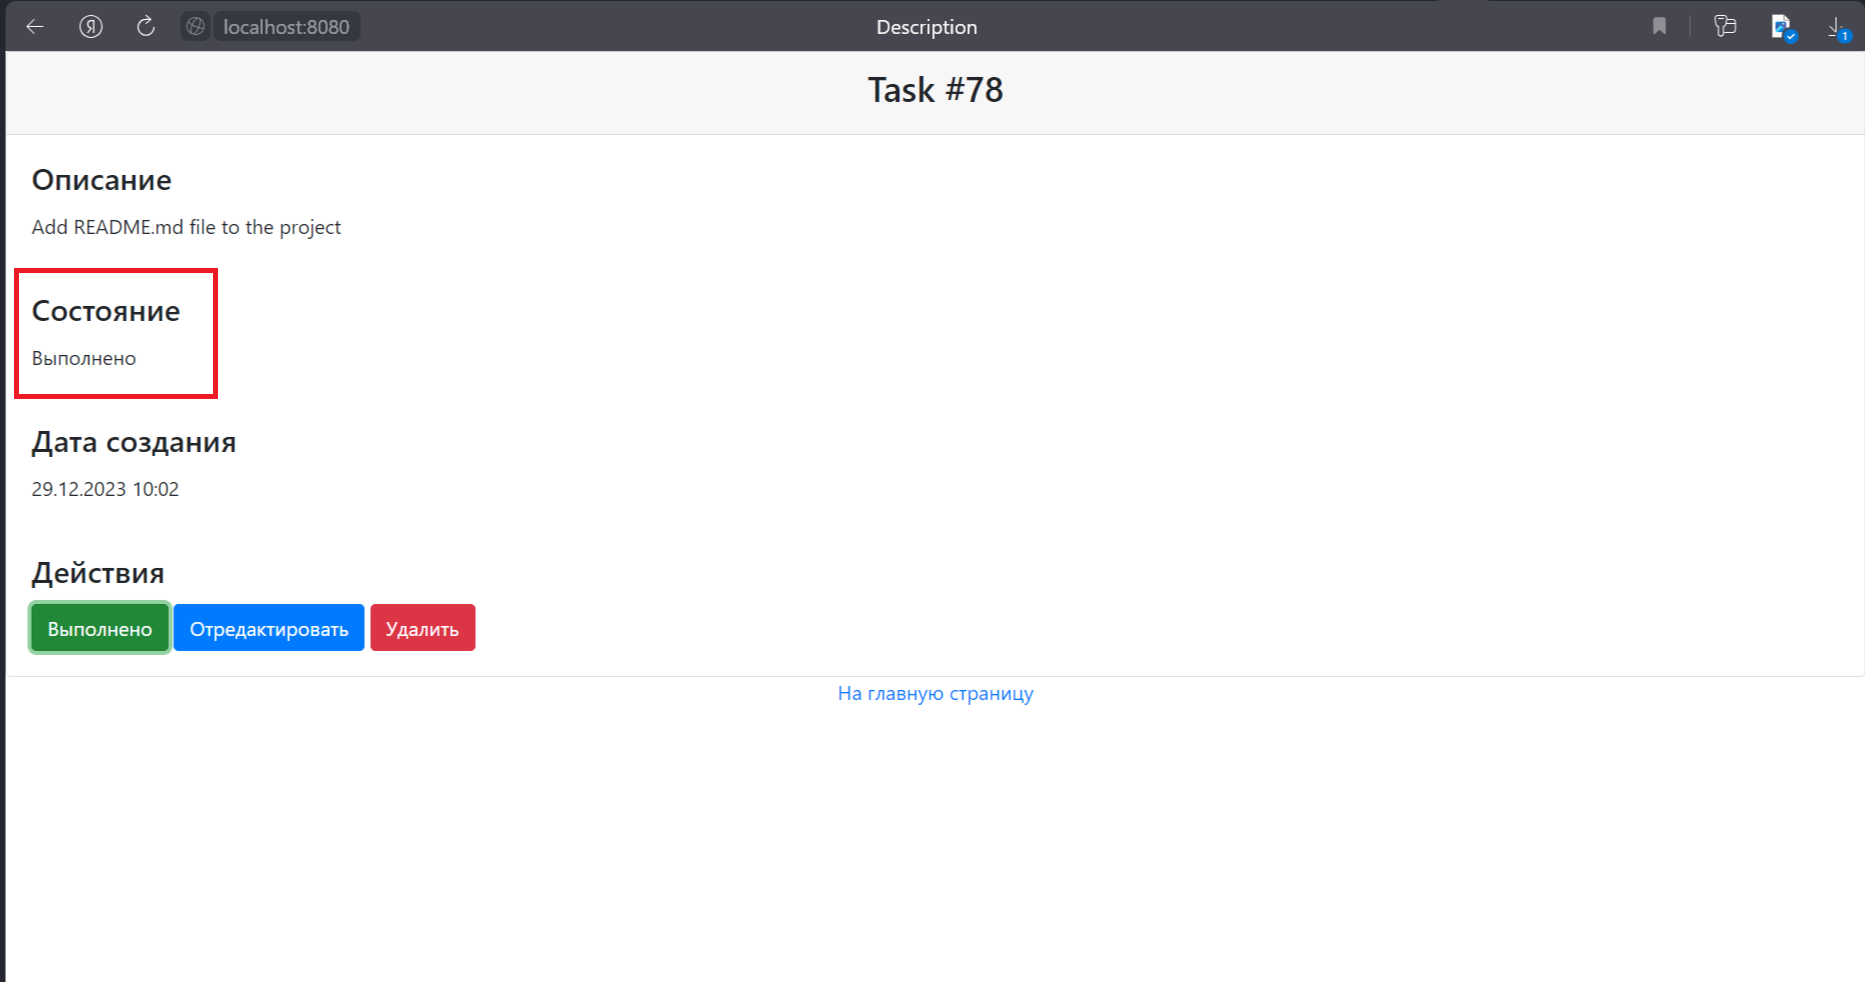 Я
localhost:8080
Description
1
Task #78
Описание
Add README.md file to the project
Состояние
Выполнено
Дата создания
29.12.2023 10:02
Действия
Выполнено Отредактировать Удалить
На главную страницу